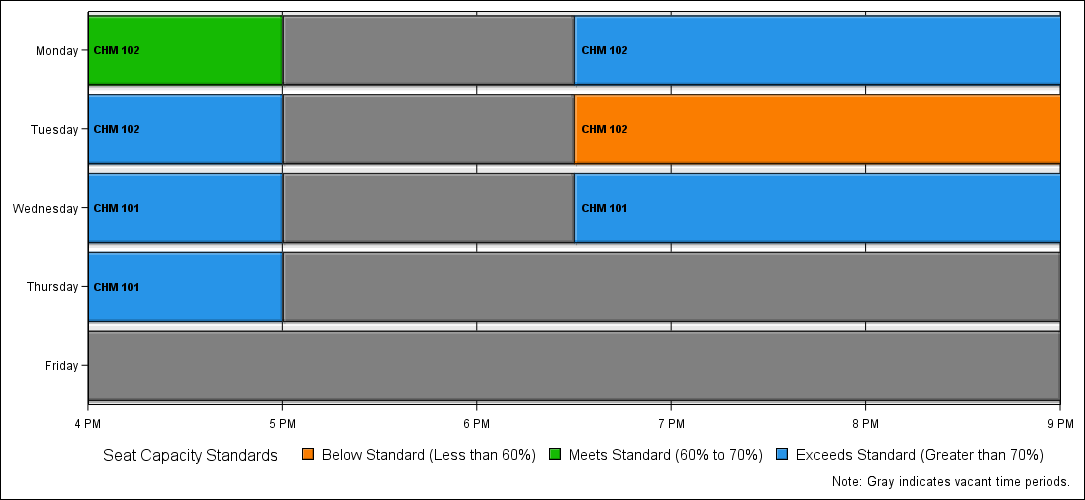 Monday CHM 102 CHM 102
Tuesday CHM 102 CHM 102
Wednesday CHM 101 CHM 101
Thursday CHM 101
Friday
4 PM 5 PM 6 PM 7 PM 8 PM 9 PM
Seat Capacity Standards Below Standard (Less than 60%) Meets Standard (60% to 70%) Exceeds Standard (Greater than 70%)
Note: Gray indicates vacant time periods.